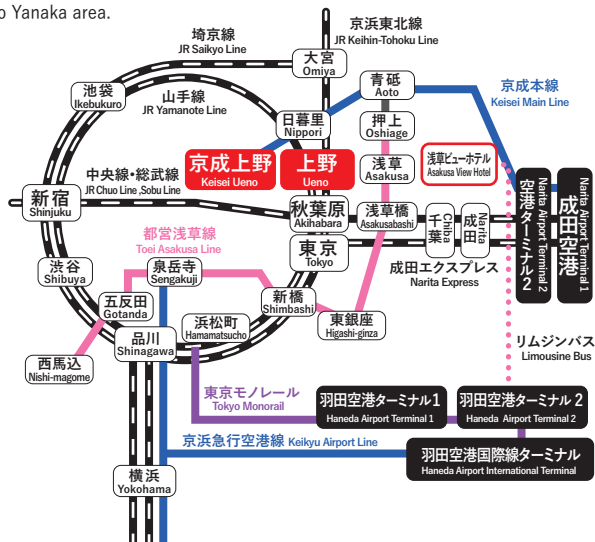 o Yanaka area.
埼京線
JR Saikyo Line
京浜東北線
JR Keihin-Tohoku Line
大宮
Omiya
池袋
Ikebukuro
山手線
JR Yamanote Line
青砥
Aoto
京成本線
Keisei Main Line
日暮里
Nippori
押上
Oshiage
京成上野
Keisei Ueno
上野
Ueno
浅草
Asakusa
浅草ビューホテル
Asakusa View Hotel
中央線・総武線
JR Chuo Line ,Sobu Line
新宿
Shinjuku
秋葉原
Akihabara
浅草橋
Asakusabashi
千葉
Chiba
成田
Narita
空港ターミナル2
Narita Airport Terminal 2
成田空港
Narita Airport Terminal 1
都営浅草線
Toei Asakusa Line
東京
Tokyo
成田エクスプレス
Narita Express
渋谷
Shibuya
泉岳寺
Sengakuji
五反田
Gotanda
新橋
Shimbashi
東銀座
Higashi-ginza
浜松町
Hamamatsucho
品川
Shinagawa
西馬込
Nishi-magome
リムジンバス
Limousine Bus
東京モノレール
Tokyo Monorail
羽田空港ターミナル1
Haneda Airport Terminal 1
羽田空港ターミナル 2
Haneda Airport Terminal 2
京浜急行空港線 Keikyu Airport Line
羽田空港国際線ターミナル
Haneda Airport International Terminal
横浜
Yokohama